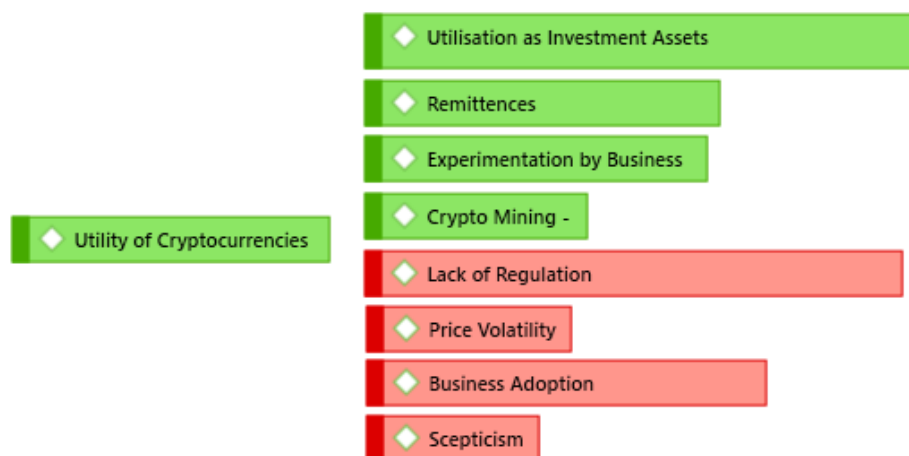 Utilisation as Investment Assets
Remittences
Experimentation by Business
Crypto Mining -
Utility of Cryptocurrencies
Lack of Regulation
Price Volatility
Business Adoption
Scepticism